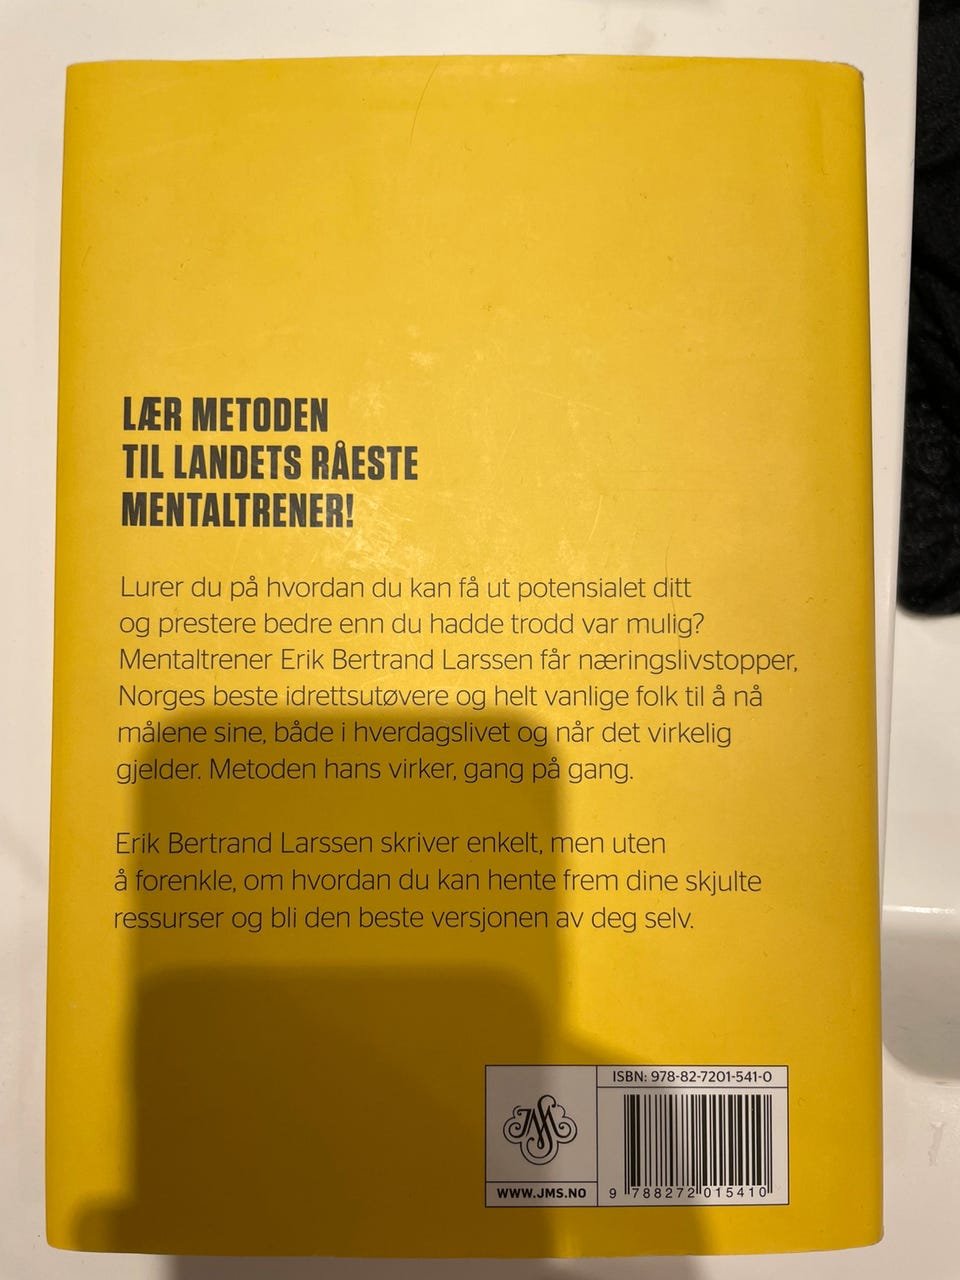 LÆR METODEN
TIL LANDETS RÅESTE
MENTALTRENER!
Lurer du på hvordan du kan få ut potensialet ditt
og prestere bedre enn du hadde trodd var mulig?
Mentaltrener Erik Bertrand Larssen får næringslivstopper,
Norges beste idrettsutøvere og helt vanlige folk til å nå
målene sine, både i hverdagslivet og når det virkelig
gjelder. Metoden hans virker, gang på gang.
Erik Bertrand Larssen skriver enkelt, men uten
å forenkle, om hvordan du kan hente frem dine skjulte
ressurser og bli den beste versjonen av deg selv.
ISBN: 978-82-7201-541-0
JMS
WWW.JMS.NO
9 788272 015410